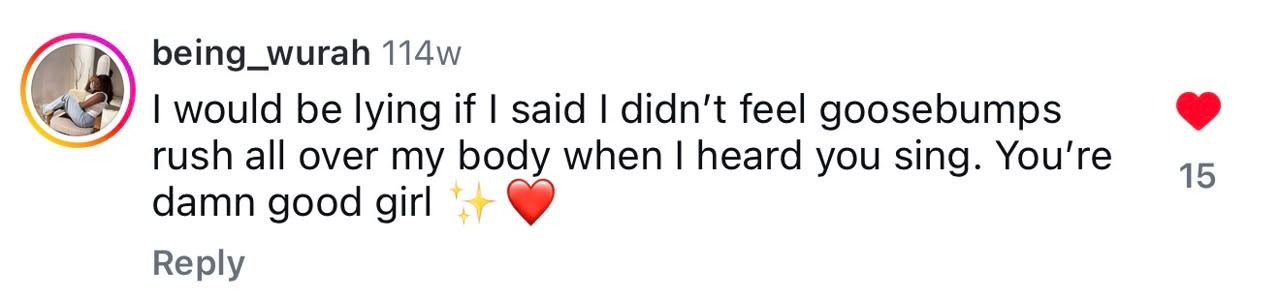 being_wurah 114w
I would be lying if I said I didn’t feel goosebumps
rush all over my body when I heard you sing. You’re
damn good girl ✨❤️
15
Reply